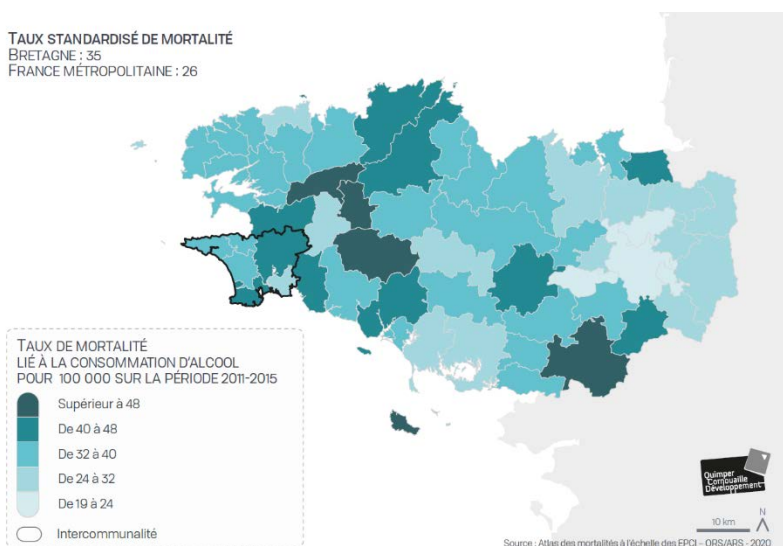 TAUX STANDARDISÉ DE MORTALITÉ
BRETAGNE : 35
FRANCE MÉTROPOLITAINE : 26
TAUX DE MORTALITÉ
LIÉ À LA CONSOMMATION D'ALCOOL
POUR 100 000 SUR LA PÉRIODE 2011-2015
Supérieur à 48
De 40 à 48
De 32 à 40
De 24 à 32
De 19 à 24
Intercommunalité
Quimper
Cornouaille
Développement
10 km
N
Source : Atlas des mortalités à l'échelle des EPCI - ORS/ARS - 2020